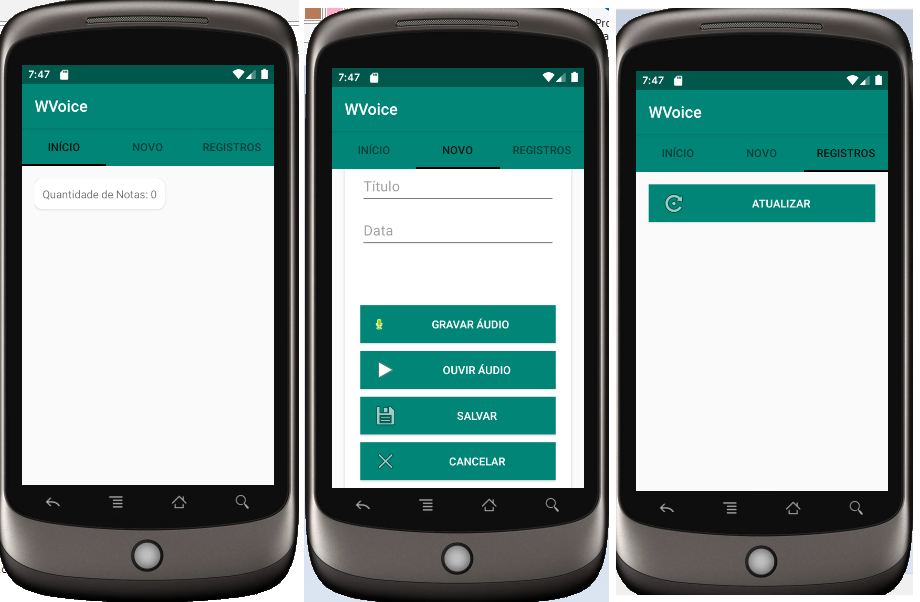 7:47
WVoice
INÍCIO NOVO REGISTROS
Quantidade de Notas: 0
7:47
WVoice
INÍCIO NOVO REGISTROS
Título
Data
GRAVAR ÁUDIO
OUVIR ÁUDIO
SALVAR
CANCELAR
7:47
WVoice
INÍCIO NOVO REGISTROS
ATUALIZAR